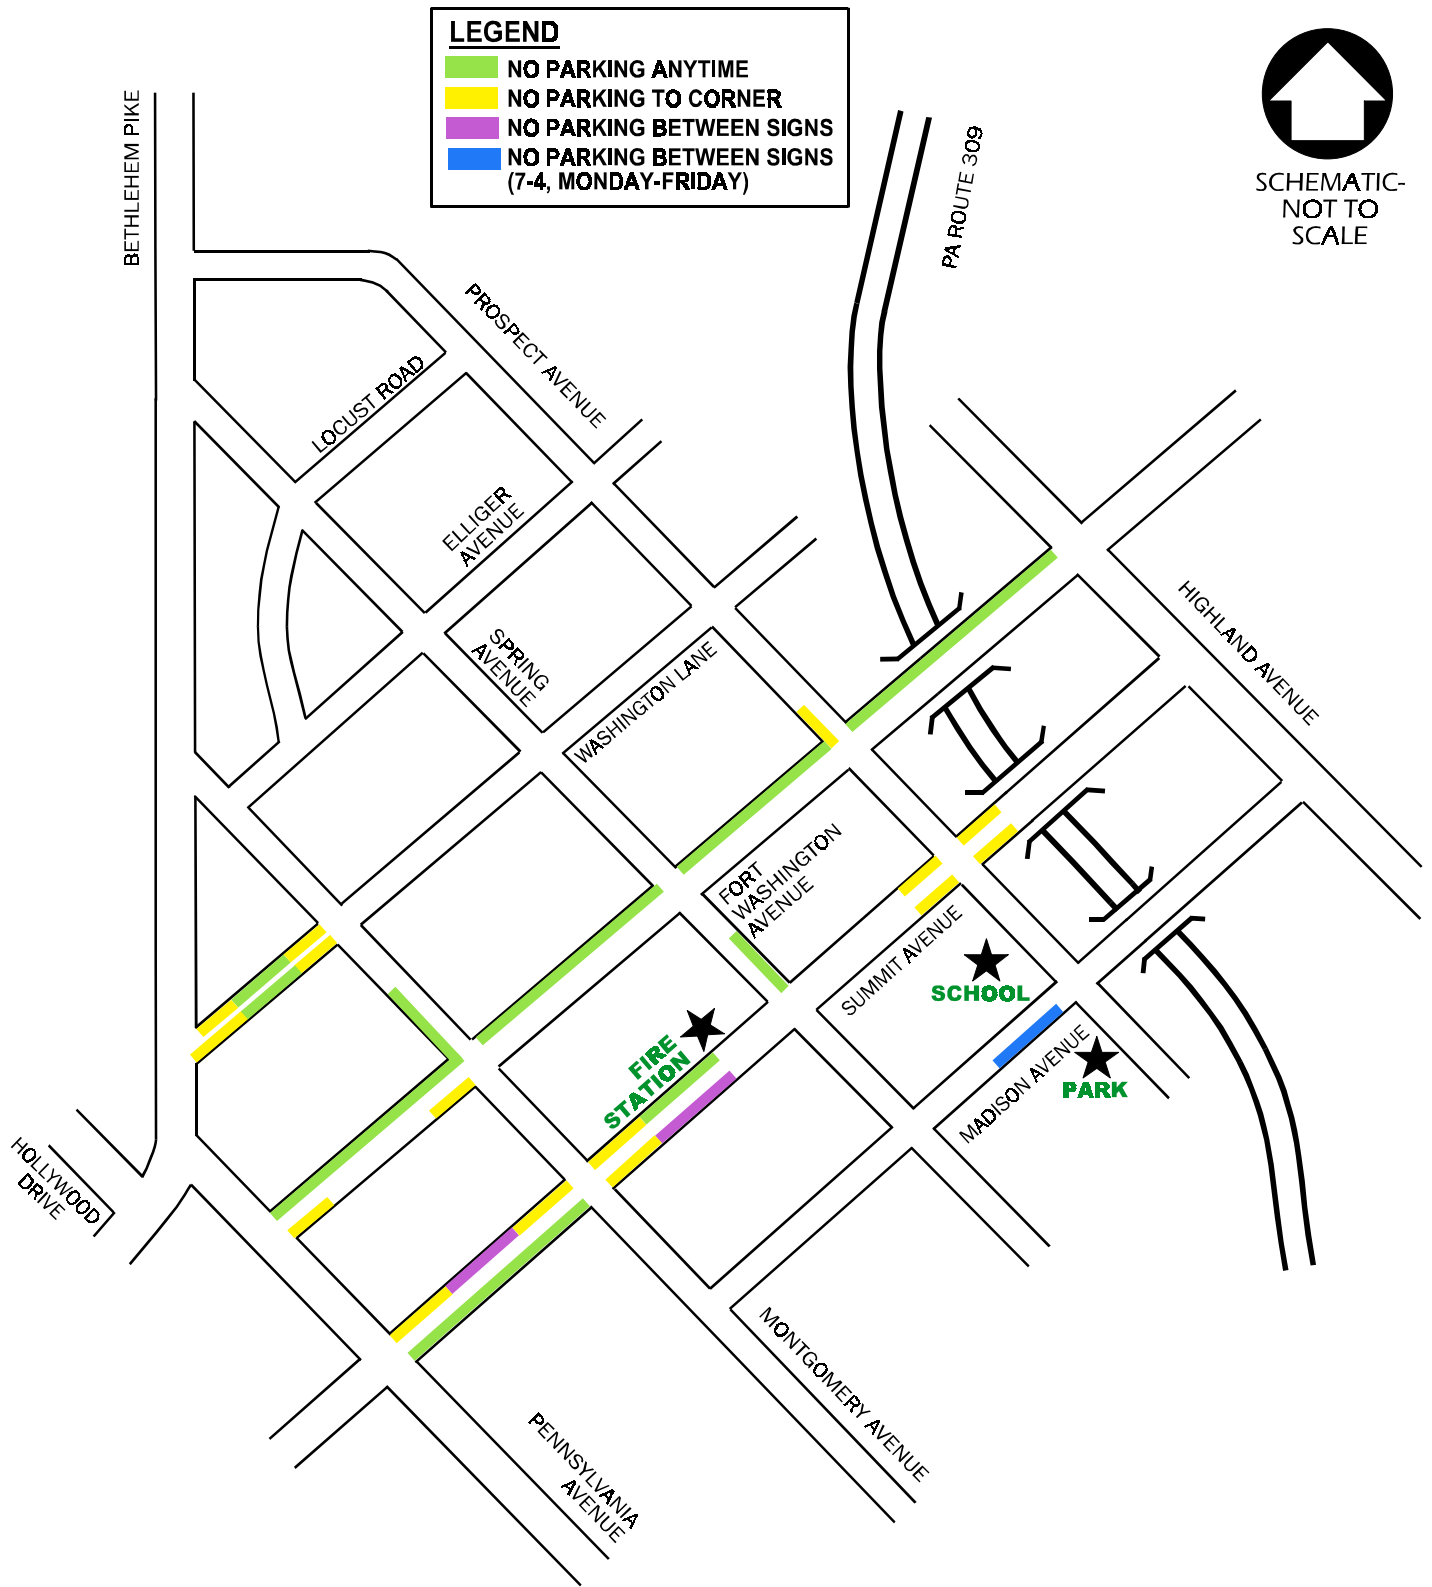 LEGEND
NO PARKING ANYTIME
NO PARKING TO CORNER
NO PARKING BETWEEN SIGNS
NO PARKING BETWEEN SIGNS
(7-4, MONDAY-FRIDAY)
SCHEMATIC-
NOT TO
SCALE
BETHLEHEM PIKE
PA ROUTE 309
PROSPECT AVENUE
LOCUST ROAD
ELLIGER
AVENUE
SPRING
AVENUE
WASHINGTON LANE
HIGHLAND AVENUE
FORT
WASHINGTON
AVENUE
SUMMIT AVENUE
SCHOOL
FIRE
STATION
MADISON AVENUE
PARK
HOLLYWOOD
DRIVE
MONTGOMERY AVENUE
PENNSYLVANIA
AVENUE